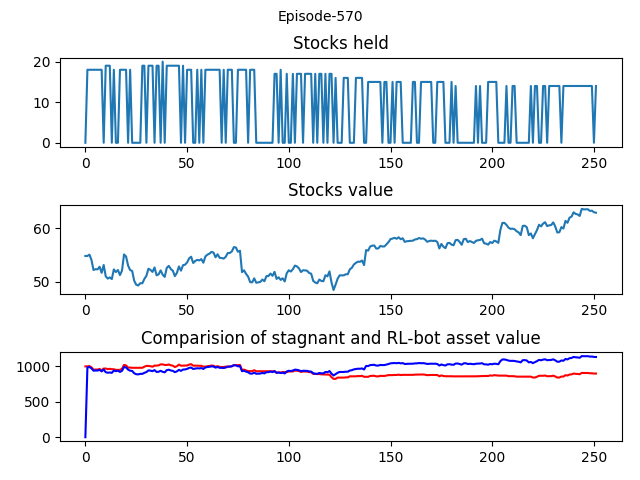 Episode-570
Stocks held
20
10
0
0 50 100 150 200 250
Stocks value
60
50
0 50 100 150 200 250
Comparision of stagnant and RL-bot asset value
1000
500
0
0 50 100 150 200 250